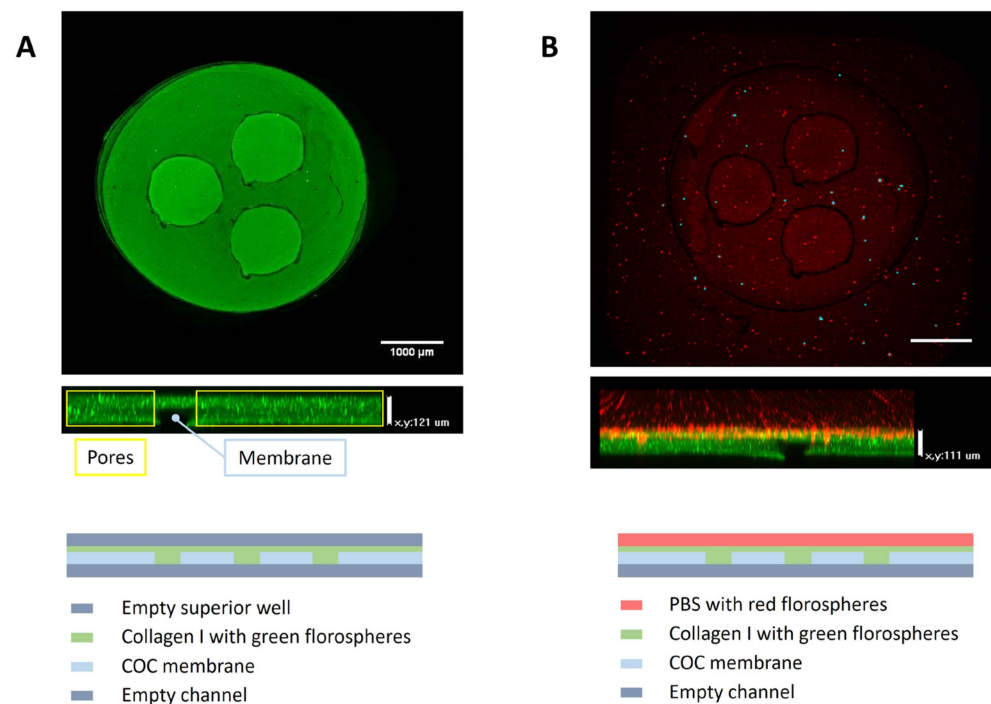 A
B
1000 µm
x,y:121 um
x,y:111 um
Pores
Membrane
Empty superior well
Collagen I with green florospheres
COC membrane
Empty channel
PBS with red florospheres
Collagen I with green florospheres
COC membrane
Empty channel